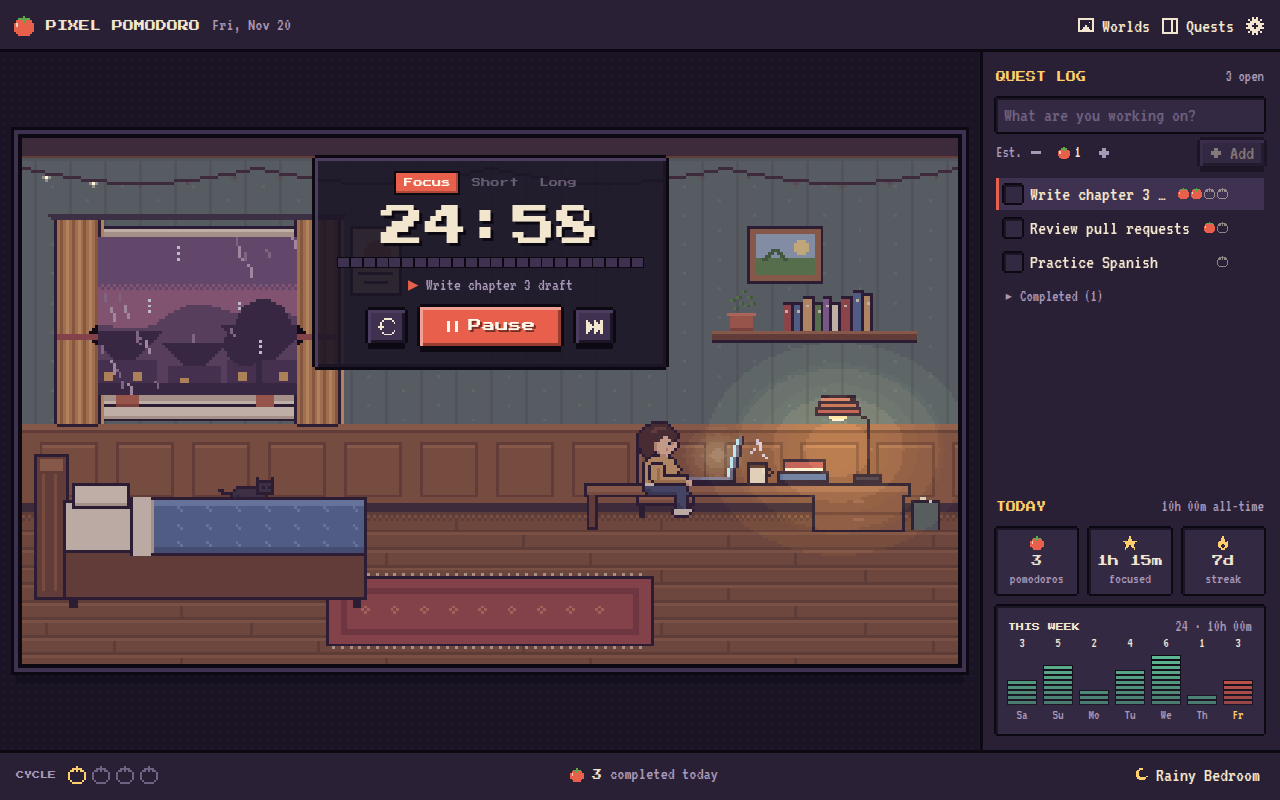 PIXEL POMODORO Fri, Nov 20
Worlds Quests
Focus Short Long
24:58
Write chapter 3 draft
Pause
QUEST LOG 3 open
What are you working on?
Est. 1 Add
Write chapter 3 …
Review pull requests
Practice Spanish
Completed (1)
TODAY 10h 00m all-time
3 1h 15m 7d
pomodoros focused streak
THIS WEEK 24 · 10h 00m
3 5 2 4 6 1 3
Sa Su Mo Tu We Th Fr
CYCLE
3 completed today
Rainy Bedroom